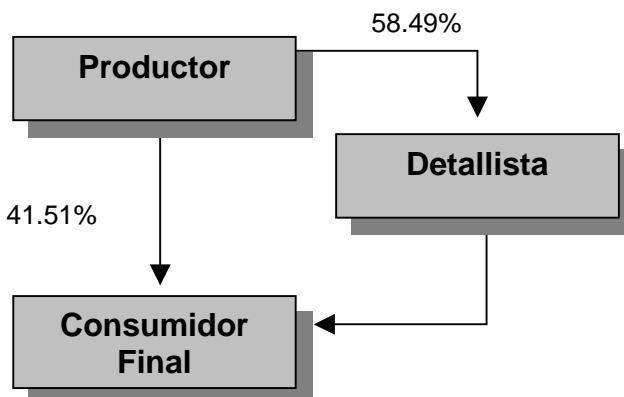 58.49%
Productor
Detallista
41.51%
Consumidor
Final